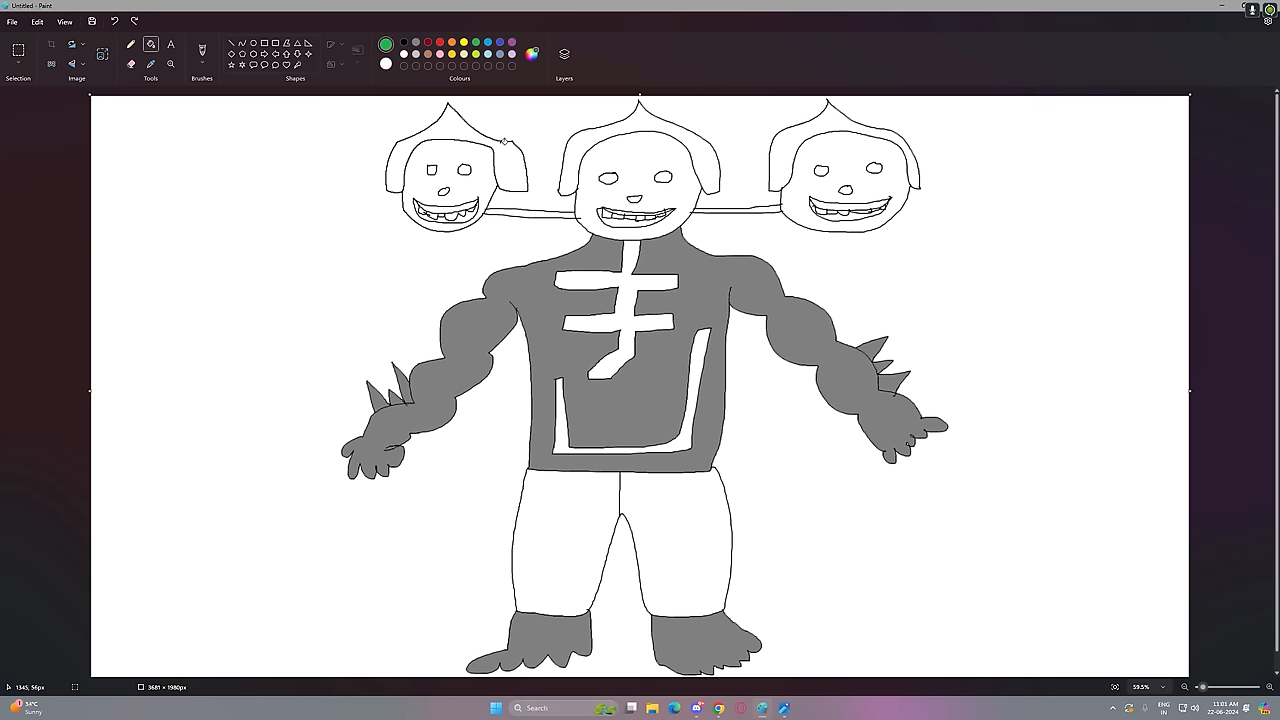 Untitled - Paint
File Edit View
Selection Image Tools Brushes Shapes Colours Layers
1345, 56px 3681 × 1980px 59.5%
34°C
Sunny
Search
ENG
IN
11:01 AM
22-06-2024